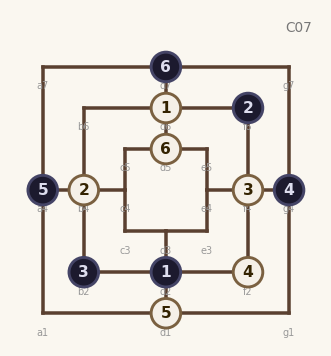 C07
6
a7 d7 g7
1 2
b6 d6 f6
6
c5 d5 e5
5 2 3 4
a4 b4 c4 e4 f4 g4
c3 d3 e3
3 1 4
b2 d2 f2
5
a1 d1 g1